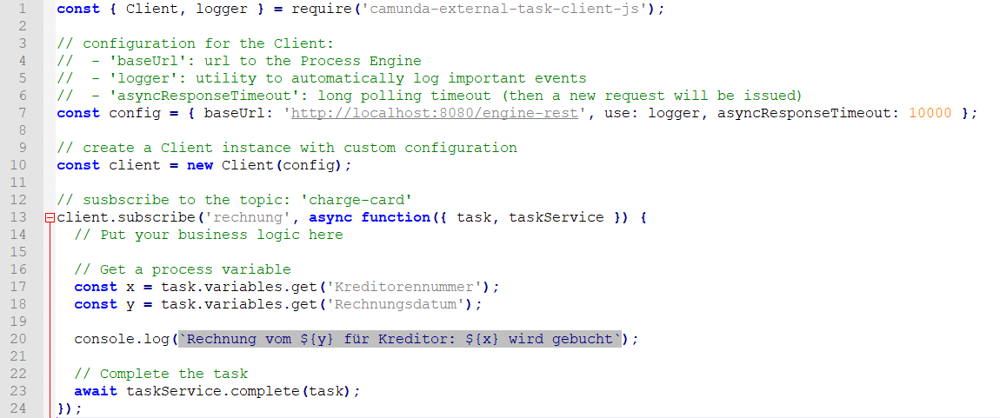 1 const { Client, logger } = require('camunda-external-task-client-js');
2
3 // configuration for the Client:
4 //  - 'baseUrl': url to the Process Engine
5 //  - 'logger': utility to automatically log important events
6 //  - 'asyncResponseTimeout': long polling timeout (then a new request will be issued)
7 const config = { baseUrl: 'http://localhost:8080/engine-rest', use: logger, asyncResponseTimeout: 10000 };
8
9 // create a Client instance with custom configuration
10 const client = new Client(config);
11
12 // susbscribe to the topic: 'charge-card'
13 client.subscribe('rechnung', async function({ task, taskService }) {
14   // Put your business logic here
15
16   // Get a process variable
17   const x = task.variables.get('Kreditorennummer');
18   const y = task.variables.get('Rechnungsdatum');
19
20   console.log(`Rechnung vom ${y} für Kreditor: ${x} wird gebucht`);
21
22   // Complete the task
23   await taskService.complete(task);
24 });